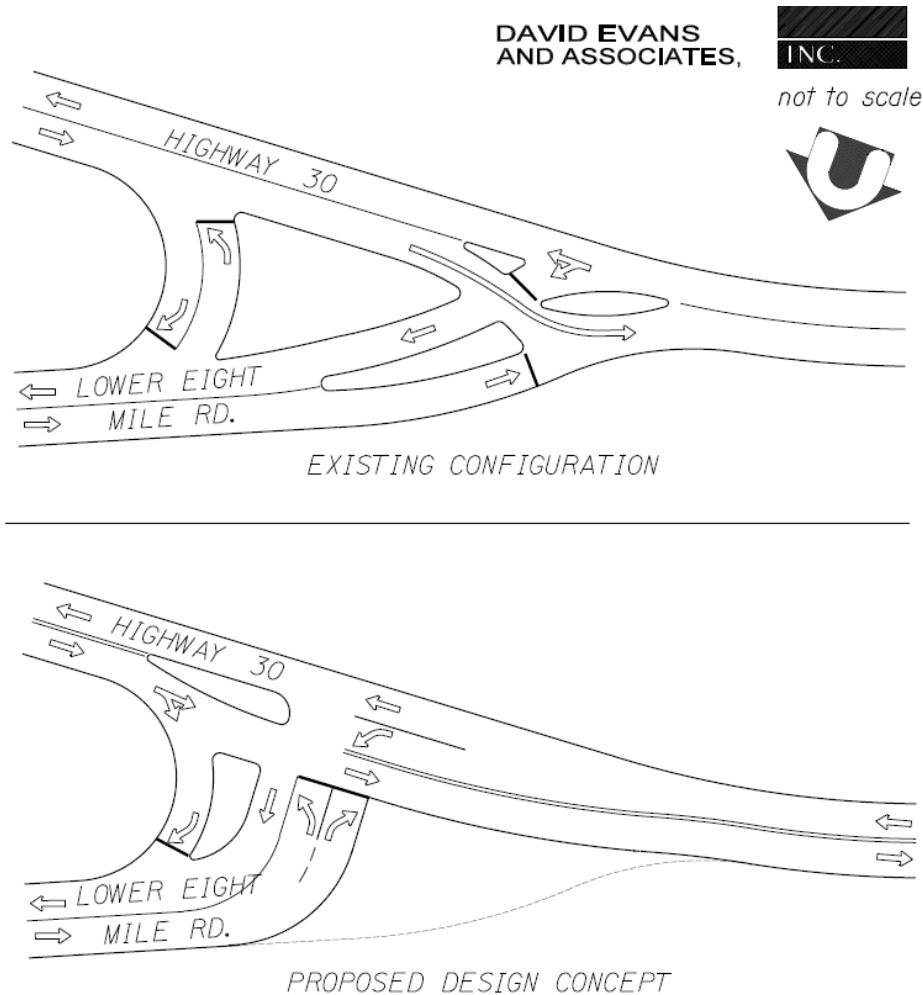 DAVID EVANS
AND ASSOCIATES,
INC.
not to scale
HIGHWAY 30
LOWER EIGHT
MILE RD.
EXISTING CONFIGURATION
HIGHWAY 30
LOWER EIGHT
MILE RD.
PROPOSED DESIGN CONCEPT